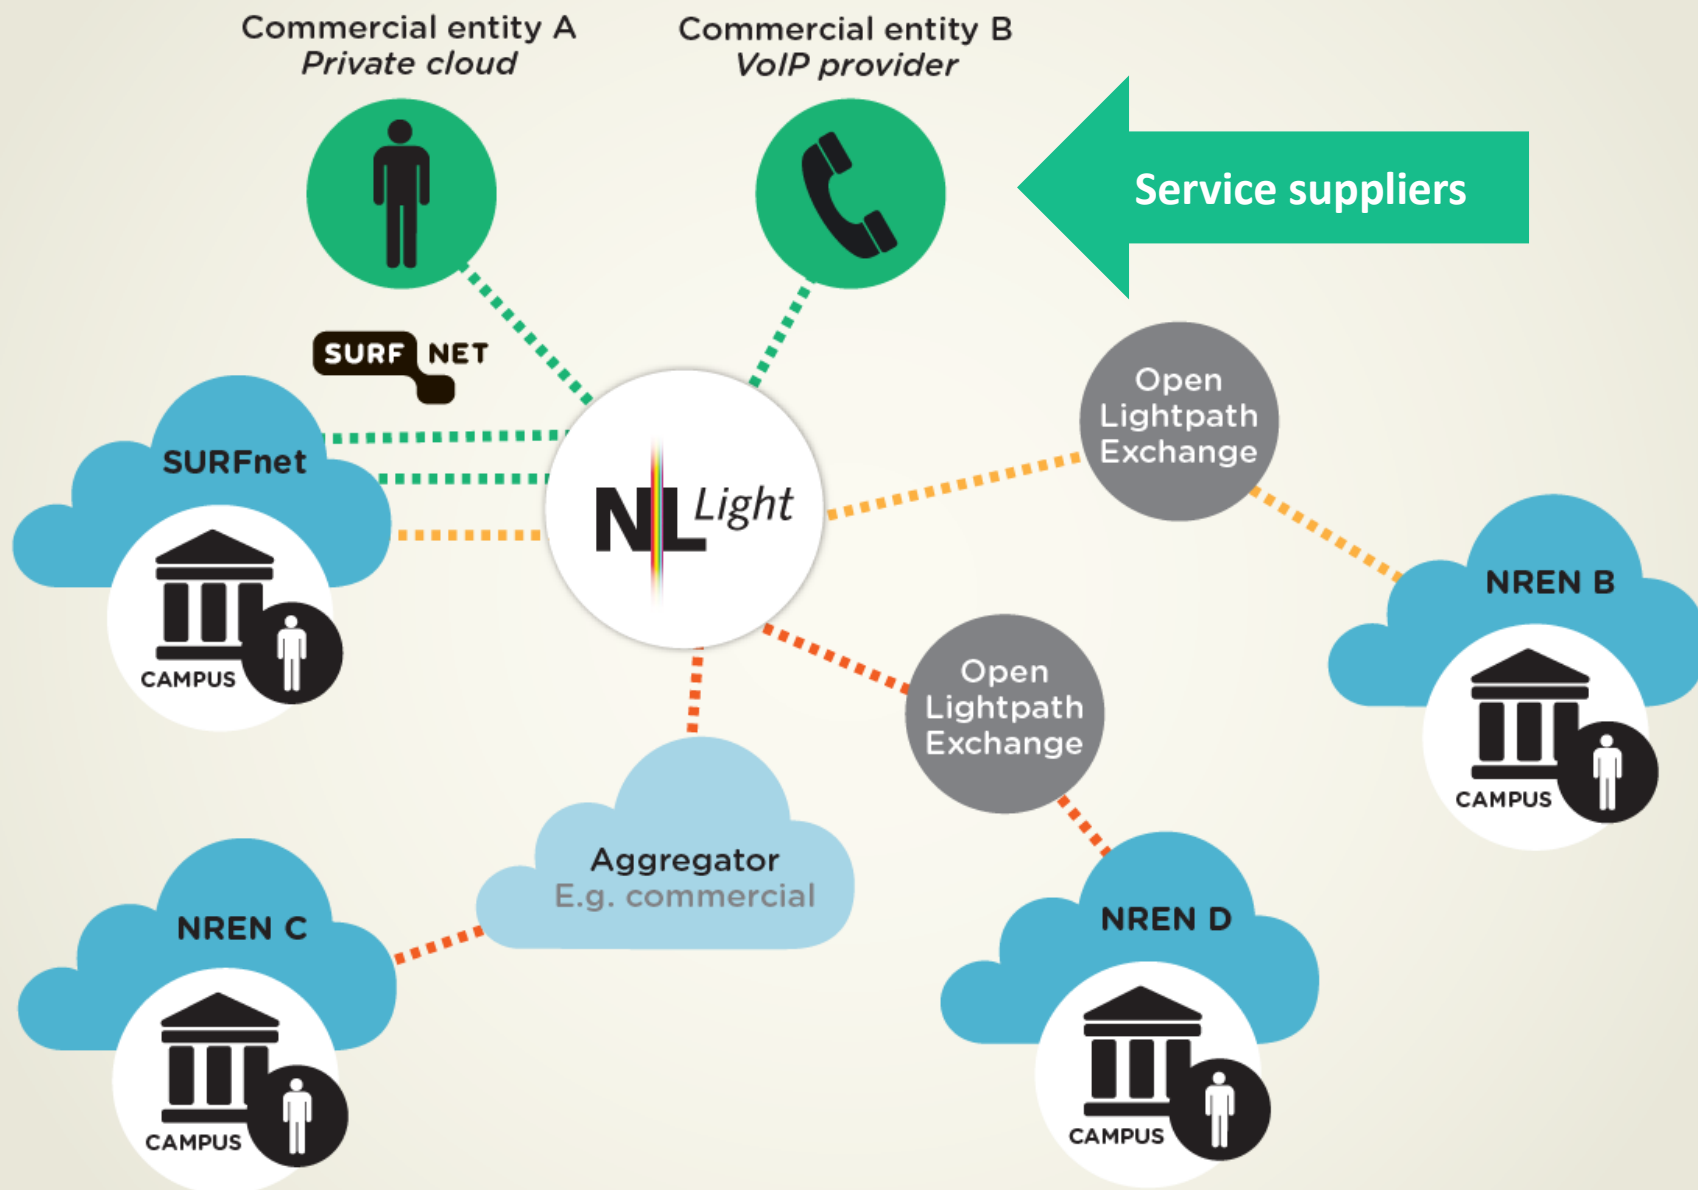 Commercial entity A
Private cloud
Commercial entity B
VoIP provider
Service suppliers
SURF NET
Open
Lightpath
Exchange
SURFnet
NL Light
NREN B
CAMPUS
Open
Lightpath
Exchange
CAMPUS
Aggregator
E.g. commercial
NREN C
NREN D
CAMPUS
CAMPUS